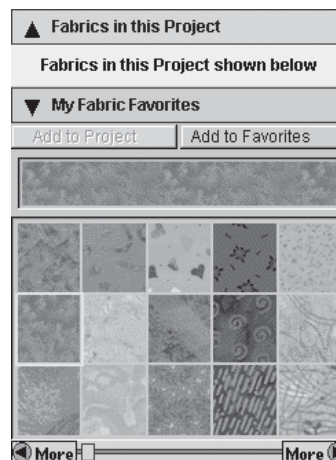 Fabrics in this Project
Fabrics in this Project shown below
My Fabric Favorites
Add to Project Add to Favorites
More More